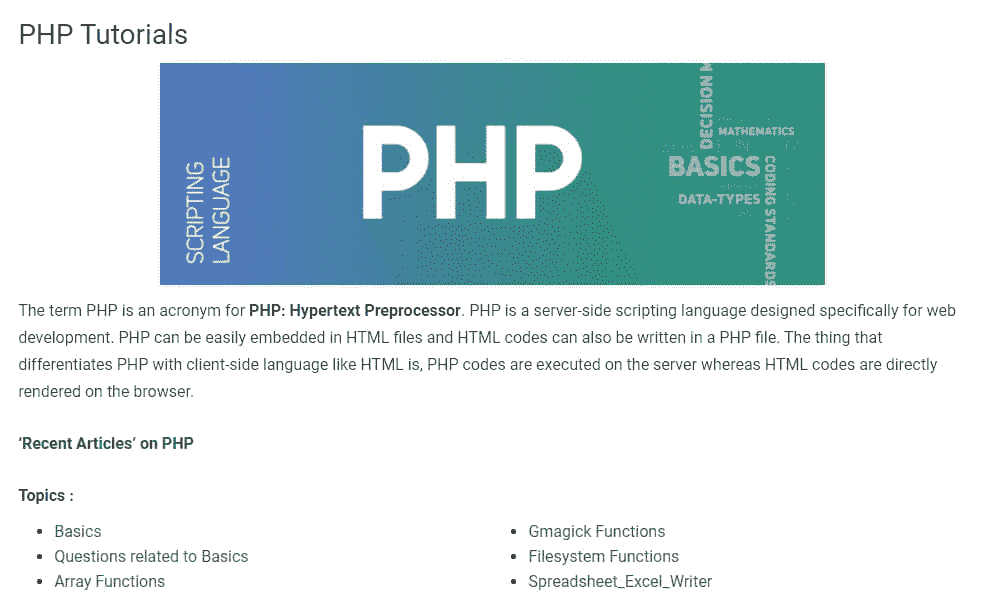 PHP Tutorials
SCRIPTING
LANGUAGE
PHP
DECISION
MATHEMATICS
BASICS
DATA-TYPES
CODING STANDARDS
The term PHP is an acronym for PHP: Hypertext Preprocessor. PHP is a server-side scripting language designed specifically for web
development. PHP can be easily embedded in HTML files and HTML codes can also be written in a PHP file. The thing that
differentiates PHP with client-side language like HTML is, PHP codes are executed on the server whereas HTML codes are directly
rendered on the browser.
‘Recent Articles’ on PHP
Topics :
Basics
Questions related to Basics
Array Functions
Gmagick Functions
Filesystem Functions
Spreadsheet_Excel_Writer